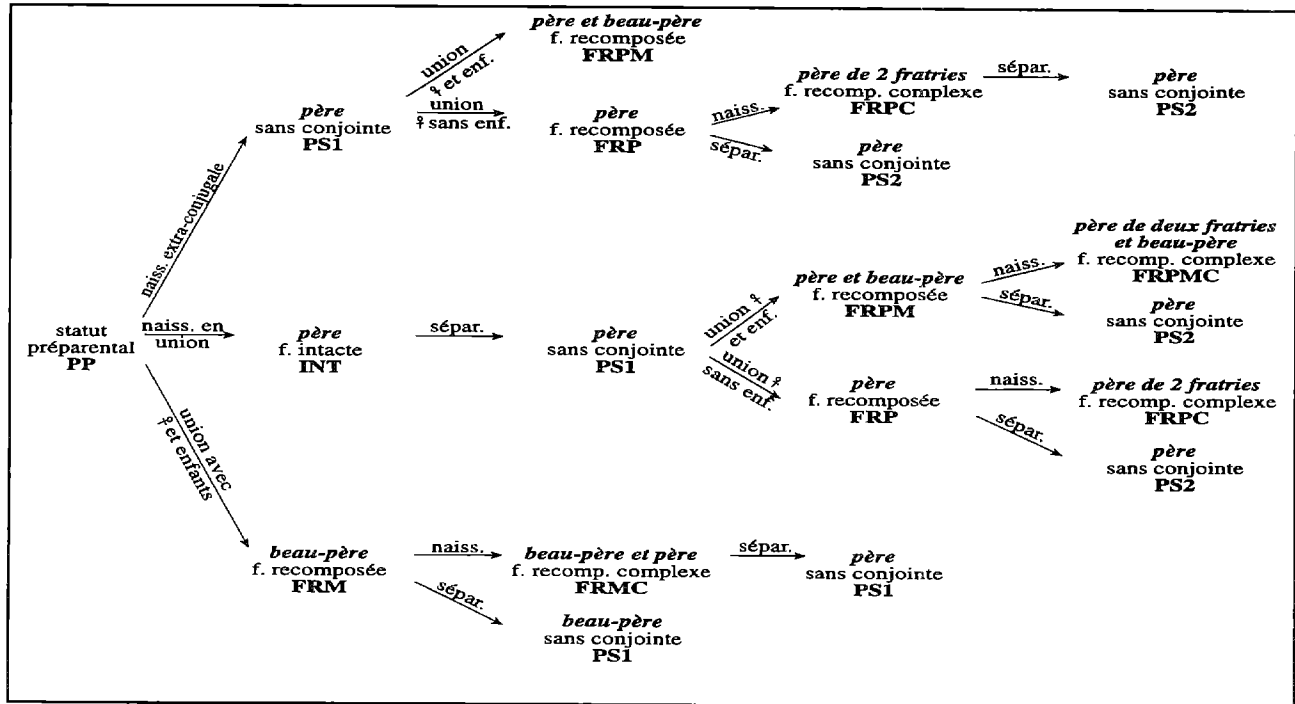 père et beau-père
f. recomposée
FRPM
union
♀ et enf.
union
♀ sans enf.
père
sans conjointe
PS1
père
f. recomposée
FRP
naiss.
sépar.
père de 2 fratries
f. recomp. complexe
FRPC
sépar.
père
sans conjointe
PS2
père
sans conjointe
PS2
naiss. extra-conjugale
statut
préparental
PP
naiss. en
union
père
f. intacte
INT
sépar.
père
sans conjointe
PS1
union ♀
et enf.
union ♀
sans enf.
père et beau-père
f. recomposée
FRPM
naiss.
sépar.
père de deux fratries
et beau-père
f. recomp. complexe
FRPMC
père
sans conjointe
PS2
père
f. recomposée
FRP
naiss.
sépar.
père de 2 fratries
f. recomp. complexe
FRPC
père
sans conjointe
PS2
union avec
♀ et enfants
beau-père
f. recomposée
FRM
naiss.
sépar.
beau-père et père
f. recomp. complexe
FRMC
sépar.
père
sans conjointe
PS1
beau-père
sans conjointe
PS1